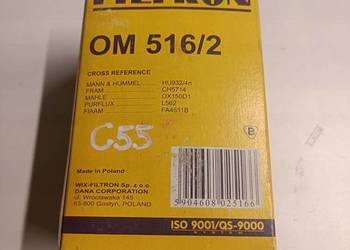 FILTRON
OM 516/2
CROSS REFERENCE
MANN & HUMMEL HU932/4n
FRAM CH5714
MAHLE OX150D1
PURFLUX L562
FIAAM FA4511B
C55
B
Made in Poland
WIX-FILTRON Sp. z o.o.
DANA CORPORATION
ul. Wrocławska 145
63-800 Gostyń, POLAND
5904608025166
ISO 9001/QS-9000